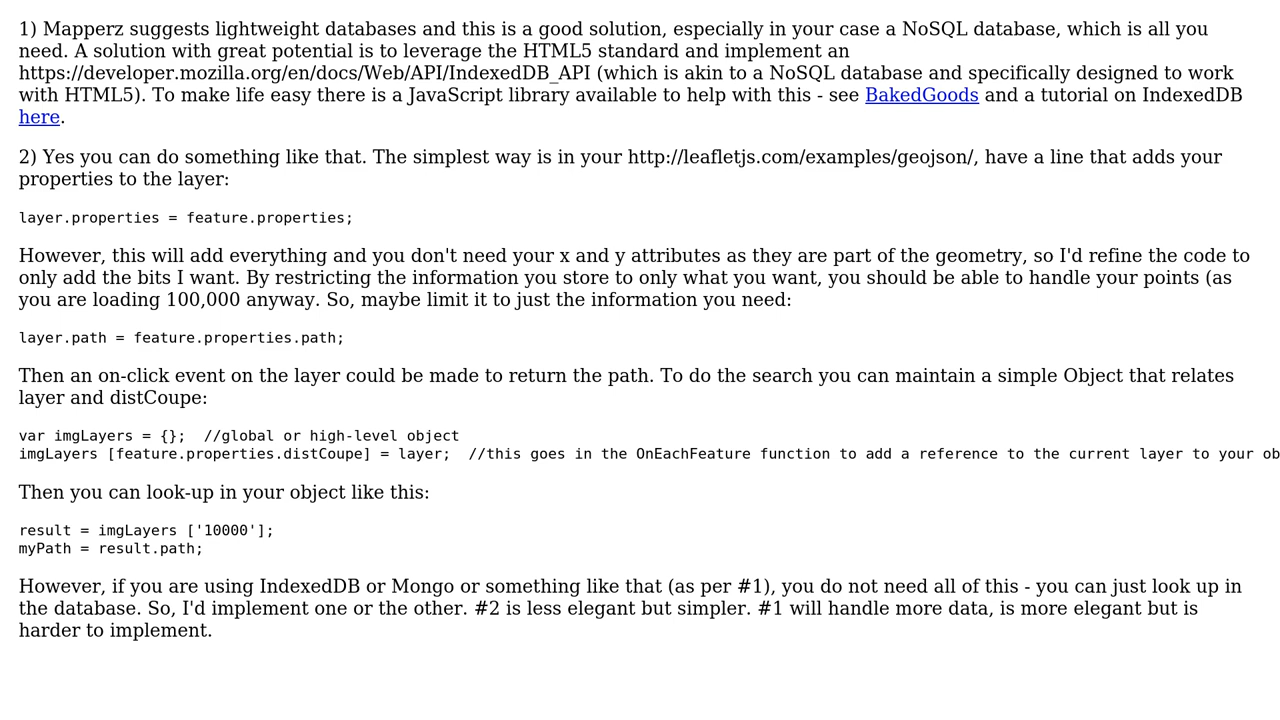 1) Mapperz suggests lightweight databases and this is a good solution, especially in your case a NoSQL database, which is all you
need. A solution with great potential is to leverage the HTML5 standard and implement an
https://developer.mozilla.org/en/docs/Web/API/IndexedDB_API (which is akin to a NoSQL database and specifically designed to work
with HTML5). To make life easy there is a JavaScript library available to help with this - see BakedGoods and a tutorial on IndexedDB
here.
2) Yes you can do something like that. The simplest way is in your http://leafletjs.com/examples/geojson/, have a line that adds your
properties to the layer:
layer.properties = feature.properties;
However, this will add everything and you don't need your x and y attributes as they are part of the geometry, so I'd refine the code to
only add the bits I want. By restricting the information you store to only what you want, you should be able to handle your points (as
you are loading 100,000 anyway. So, maybe limit it to just the information you need:
layer.path = feature.properties.path;
Then an on-click event on the layer could be made to return the path. To do the search you can maintain a simple Object that relates
layer and distCoupe:
var imgLayers = {};  //global or high-level object
imgLayers [feature.properties.distCoupe] = layer;  //this goes in the OnEachFeature function to add a reference to the current layer to your ob
Then you can look-up in your object like this:
result = imgLayers ['10000'];
myPath = result.path;
However, if you are using IndexedDB or Mongo or something like that (as per #1), you do not need all of this - you can just look up in
the database. So, I'd implement one or the other. #2 is less elegant but simpler. #1 will handle more data, is more elegant but is
harder to implement.